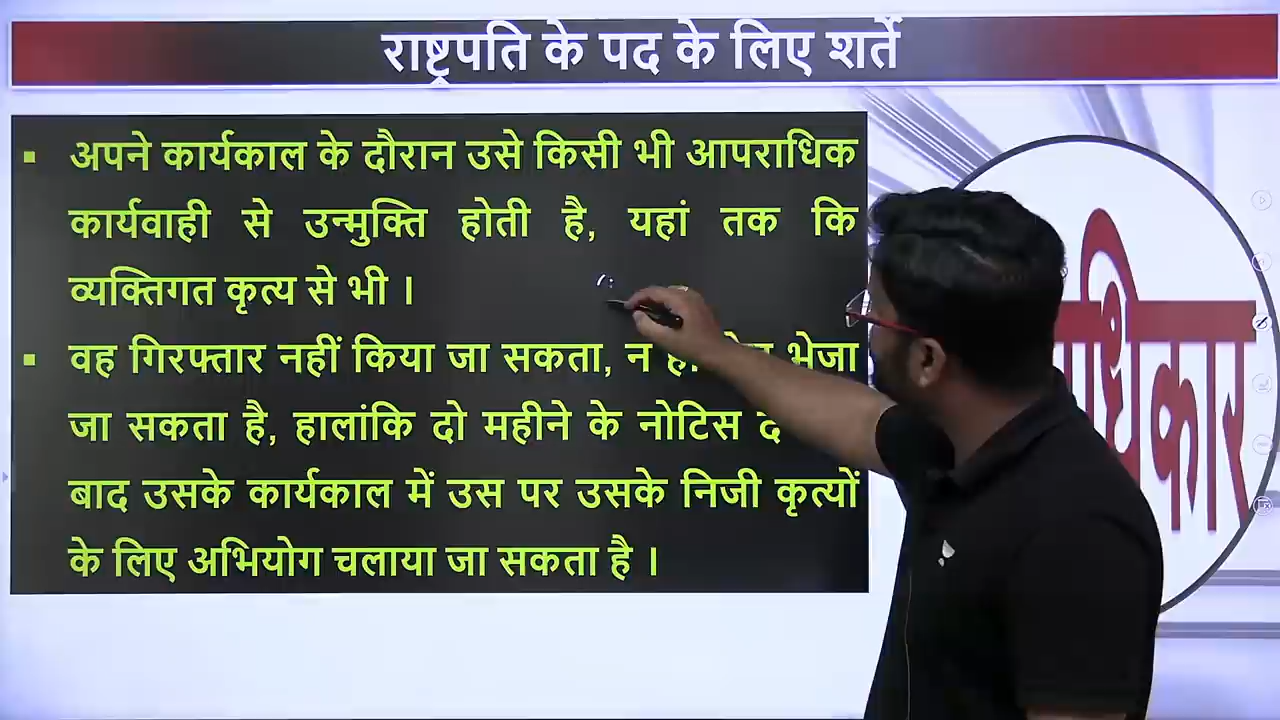 राष्ट्रपति के पद के लिए शर्ते
▪ अपने कार्यकाल के दौरान उसे किसी भी आपराधिक
कार्यवाही से उन्मुक्ति होती है, यहां तक कि
व्यक्तिगत कृत्य से भी ।
▪ वह गिरफ्तार नहीं किया जा सकता, न भेजा
जा सकता है, हालांकि दो महीने के नोटिस
बाद उसके कार्यकाल में उस पर उसके निजी कृत्यों
के लिए अभियोग चलाया जा सकता है ।